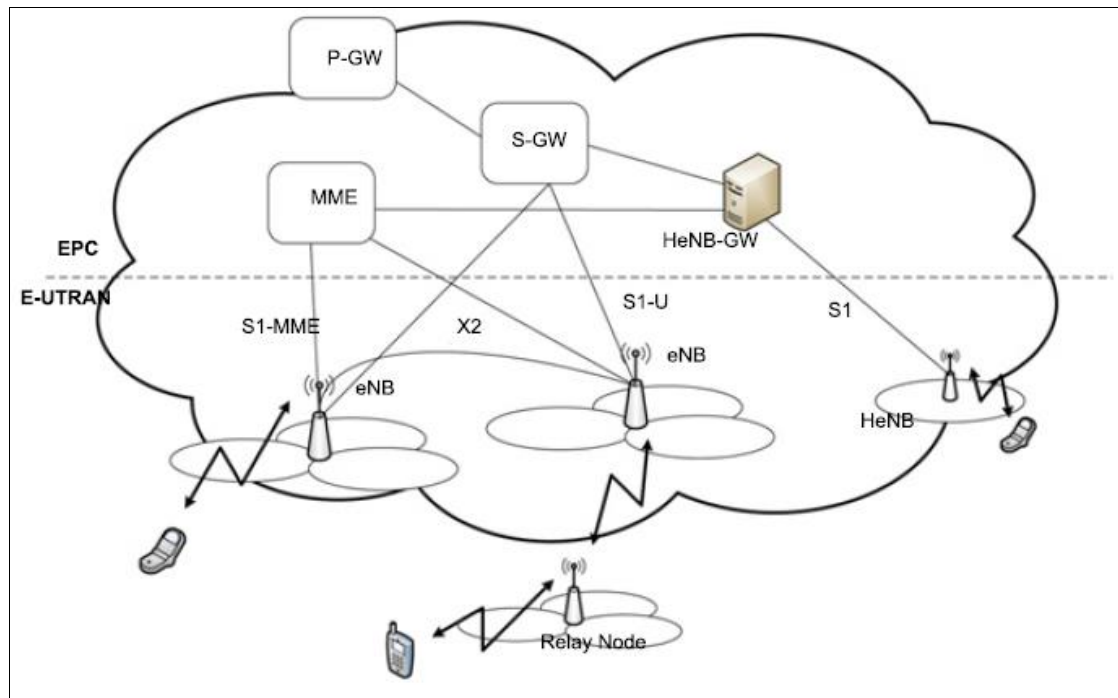 P-GW
S-GW
MME
HeNB-GW
EPC
E-UTRAN
S1-MME
X2
S1-U
S1
eNB
eNB
HeNB
Relay Node